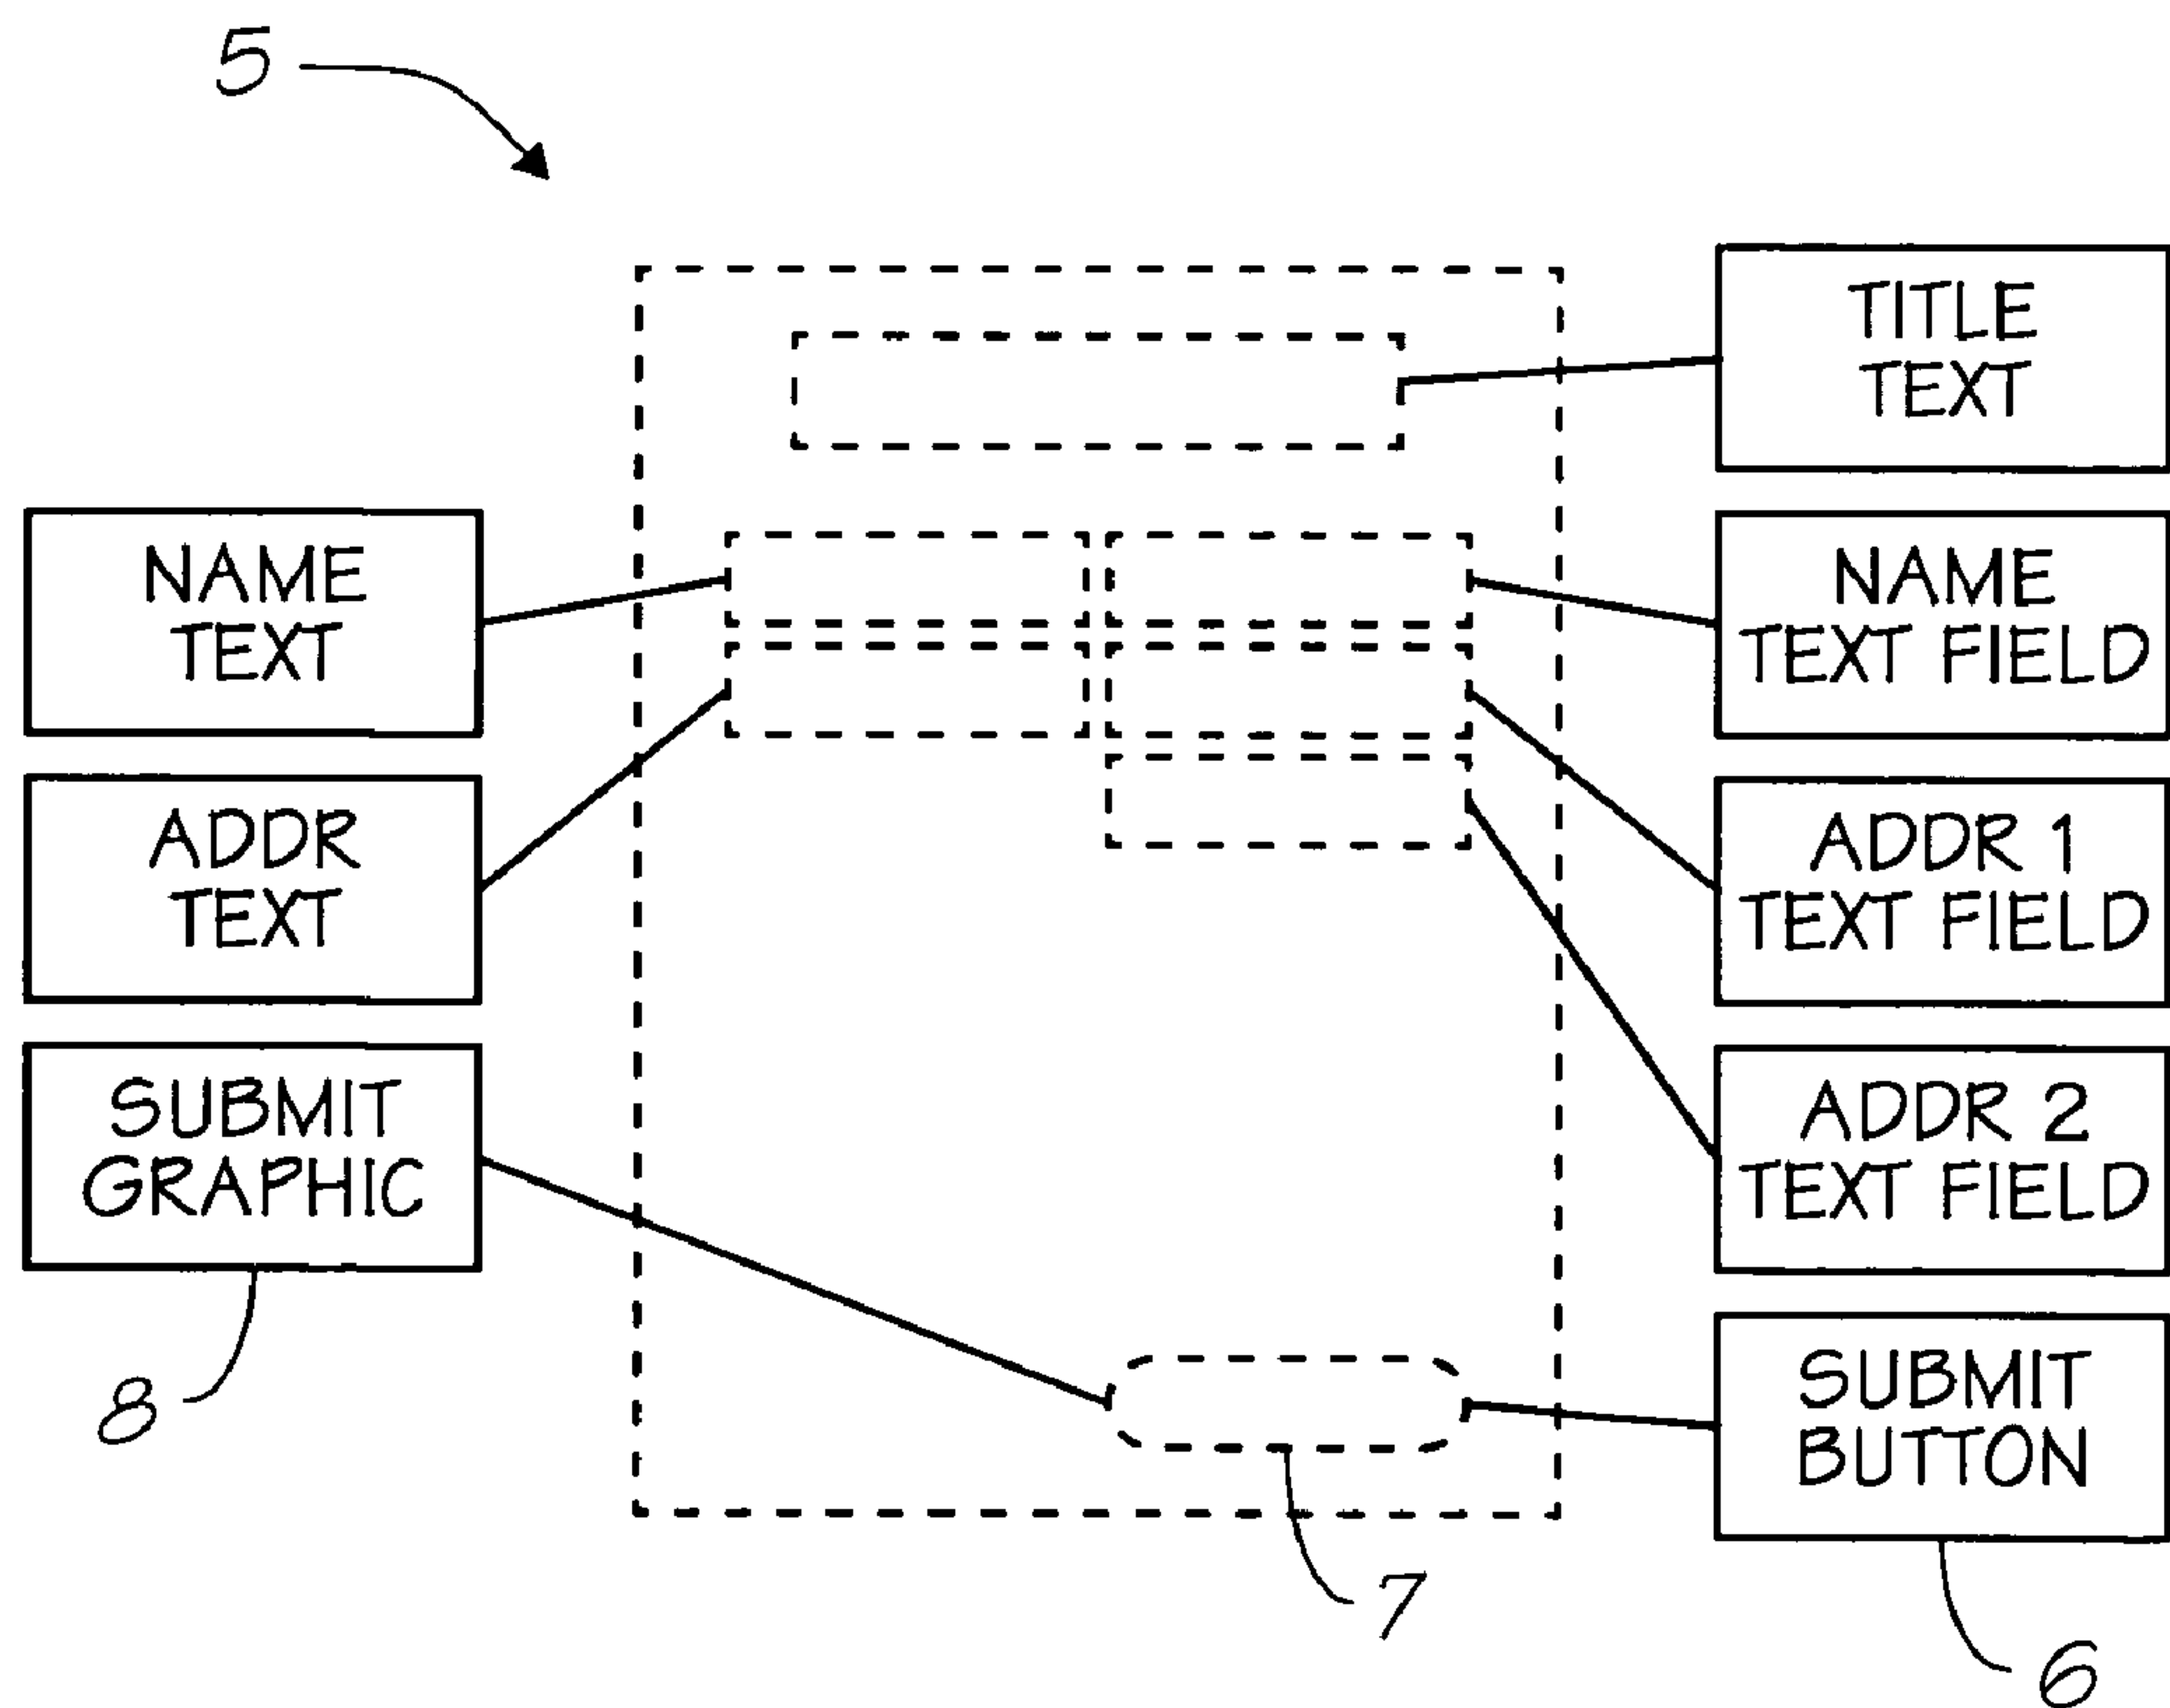 5
TITLE
TEXT
NAME
TEXT
NAME
TEXT FIELD
ADDR
TEXT
ADDR 1
TEXT FIELD
SUBMIT
GRAPHIC
ADDR 2
TEXT FIELD
SUBMIT
BUTTON
8
7
6